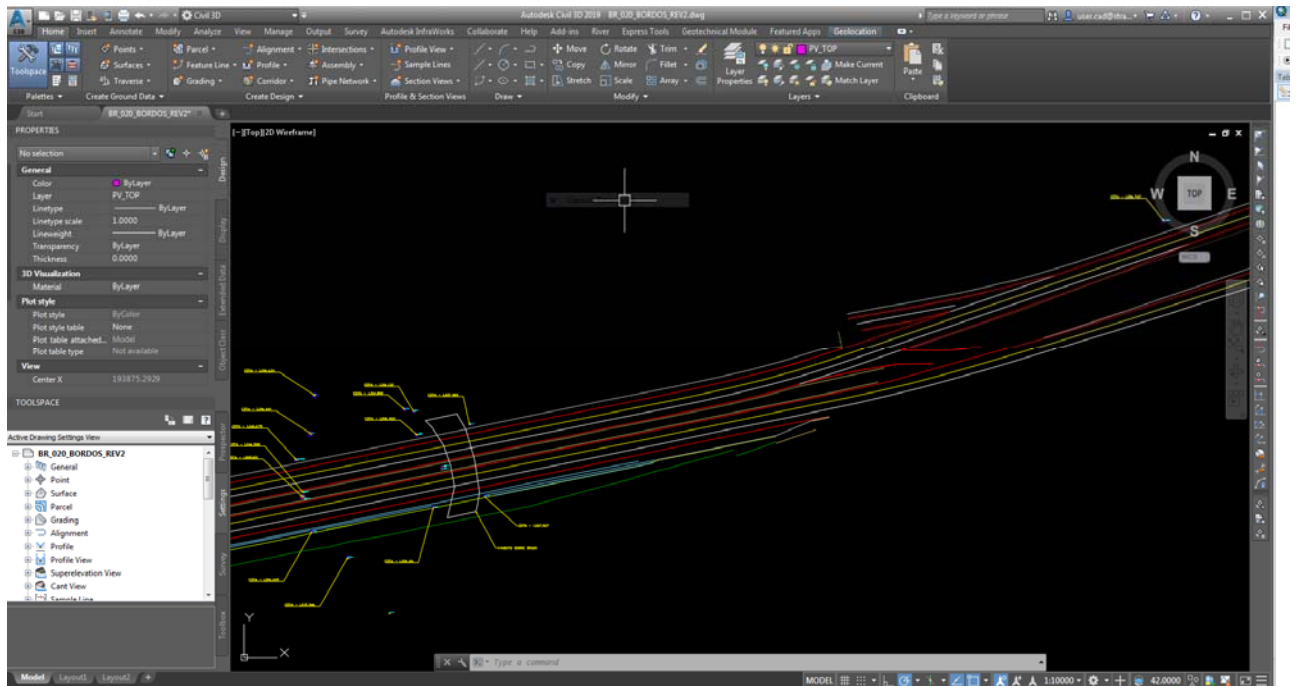 Civil 3D
Autodesk Civil 3D 2019 BR_020_BORDOS_REV2.dwg
Type a keyword or phrase
user.cad@stra...
C3D
Home Insert Annotate Modify Analyze View Manage Output Survey Autodesk InfraWorks Collaborate Help Add-ins River Express Tools Geotechnical Module Featured Apps Geolocation
Points Parcel Alignment Intersections Profile View Move Rotate Trim PV_TOP
Toolspace Surfaces Feature Line Profile Assembly Sample Lines Copy Mirror Fillet Layer Properties Make Current Paste
Traverse Grading Corridor Pipe Network Section Views Stretch Scale Array Match Layer
Palettes Create Ground Data Create Design Profile & Section Views Draw Modify Layers Clipboard
Start BR_020_BORDOS_REV2*
PROPERTIES
No selection
General
Color ByLayer
Layer PV_TOP
Linetype ByLayer
Linetype scale 1.0000
Lineweight ByLayer
Transparency ByLayer
Thickness 0.0000
3D Visualization
Material ByLayer
Plot style
Plot style ByColor
Plot style table None
Plot table attached... Model
Plot table type Not available
View
Center X 193875.2929
Design
Display
Extended Data
Object Class
[−][Top][2D Wireframe]
N
W TOP E
S
WCS
TOOLSPACE
Active Drawing Settings View
BR_020_BORDOS_REV2
General
Point
Surface
Parcel
Grading
Alignment
Profile
Profile View
Superelevation View
Cant View
Sample Line
Prospector
Settings
Survey
Toolbox
Y
X
Type a command
Model Layout1 Layout2 +
MODEL 1:10000 42.0000